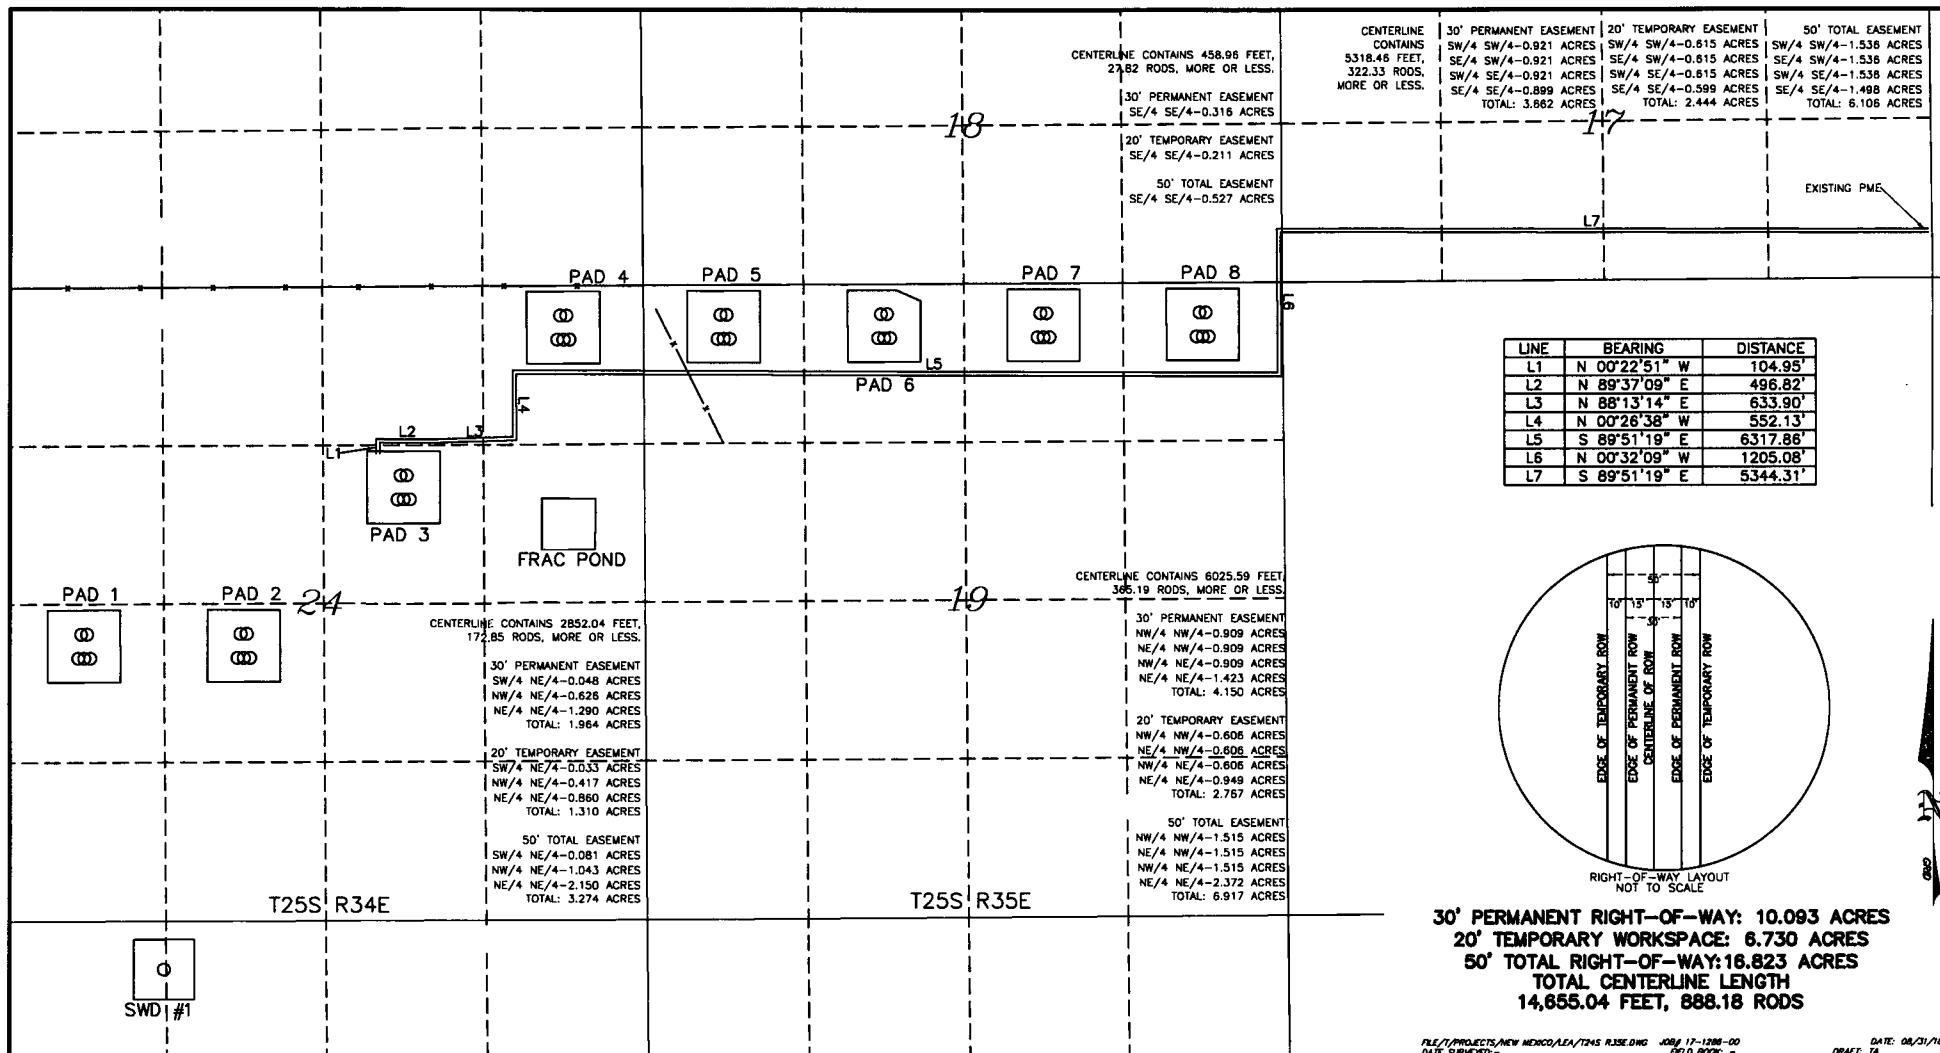 CENTERLINE CONTAINS 458.96 FEET,
27.82 RODS, MORE OR LESS.
30' PERMANENT EASEMENT
SE/4 SE/4-0.316 ACRES
20' TEMPORARY EASEMENT
SE/4 SE/4-0.211 ACRES
50' TOTAL EASEMENT
SE/4 SE/4-0.527 ACRES
CENTERLINE
CONTAINS
5318.46 FEET,
322.33 RODS,
MORE OR LESS.
30' PERMANENT EASEMENT
SW/4 SW/4-0.921 ACRES
SE/4 SW/4-0.921 ACRES
SW/4 SE/4-0.921 ACRES
SE/4 SE/4-0.899 ACRES
TOTAL: 3.662 ACRES
20' TEMPORARY EASEMENT
SW/4 SW/4-0.615 ACRES
SE/4 SW/4-0.615 ACRES
SW/4 SE/4-0.615 ACRES
SE/4 SE/4-0.599 ACRES
TOTAL: 2.444 ACRES
50' TOTAL EASEMENT
SW/4 SW/4-1.536 ACRES
SE/4 SW/4-1.536 ACRES
SW/4 SE/4-1.536 ACRES
SE/4 SE/4-1.498 ACRES
TOTAL: 6.106 ACRES
18
17
EXISTING PME
L7
PAD 4
PAD 5
PAD 7
PAD 8
L6
L5
PAD 6
L4
L2
L3
L1
PAD 3
FRAC POND
LINE BEARING DISTANCE
L1 N 00°22'51" W 104.95'
L2 N 89°37'09" E 496.82'
L3 N 88°13'14" E 633.90'
L4 N 00°26'38" W 552.13'
L5 S 89°51'19" E 6317.86'
L6 N 00°32'09" W 1205.08'
L7 S 89°51'19" E 5344.31'
PAD 1
PAD 2
24
19
CENTERLINE CONTAINS 2852.04 FEET,
172.85 RODS, MORE OR LESS.
30' PERMANENT EASEMENT
SW/4 NE/4-0.048 ACRES
NW/4 NE/4-0.626 ACRES
NE/4 NE/4-1.290 ACRES
TOTAL: 1.964 ACRES
20' TEMPORARY EASEMENT
SW/4 NE/4-0.033 ACRES
NW/4 NE/4-0.417 ACRES
NE/4 NE/4-0.860 ACRES
TOTAL: 1.310 ACRES
50' TOTAL EASEMENT
SW/4 NE/4-0.081 ACRES
NW/4 NE/4-1.043 ACRES
NE/4 NE/4-2.150 ACRES
TOTAL: 3.274 ACRES
CENTERLINE CONTAINS 6025.59 FEET,
365.19 RODS, MORE OR LESS.
30' PERMANENT EASEMENT
NW/4 NW/4-0.909 ACRES
NE/4 NW/4-0.909 ACRES
NW/4 NE/4-0.909 ACRES
NE/4 NE/4-1.423 ACRES
TOTAL: 4.150 ACRES
20' TEMPORARY EASEMENT
NW/4 NW/4-0.606 ACRES
NE/4 NW/4-0.606 ACRES
NW/4 NE/4-0.606 ACRES
NE/4 NE/4-0.949 ACRES
TOTAL: 2.767 ACRES
50' TOTAL EASEMENT
NW/4 NW/4-1.515 ACRES
NE/4 NW/4-1.515 ACRES
NW/4 NE/4-1.515 ACRES
NE/4 NE/4-2.372 ACRES
TOTAL: 6.917 ACRES
T25S R34E
T25S R35E
SWD #1
50'
10' 15' 15' 10'
30'
EDGE OF TEMPORARY ROW
EDGE OF PERMANENT ROW
CENTERLINE OF ROW
EDGE OF PERMANENT ROW
EDGE OF TEMPORARY ROW
RIGHT-OF-WAY LAYOUT
NOT TO SCALE
GRID
30' PERMANENT RIGHT-OF-WAY: 10.093 ACRES
20' TEMPORARY WORKSPACE: 6.730 ACRES
50' TOTAL RIGHT-OF-WAY: 16.823 ACRES
TOTAL CENTERLINE LENGTH
14,655.04 FEET, 888.18 RODS
FILE/T/PROJECTS/NEW MEXICO/LEA/T24S R35E.DWG JOB# 17-1286-00 DATE: 08/31/18
DATE SURVEYED:- FIELD BOOK: - DRAFT: TA